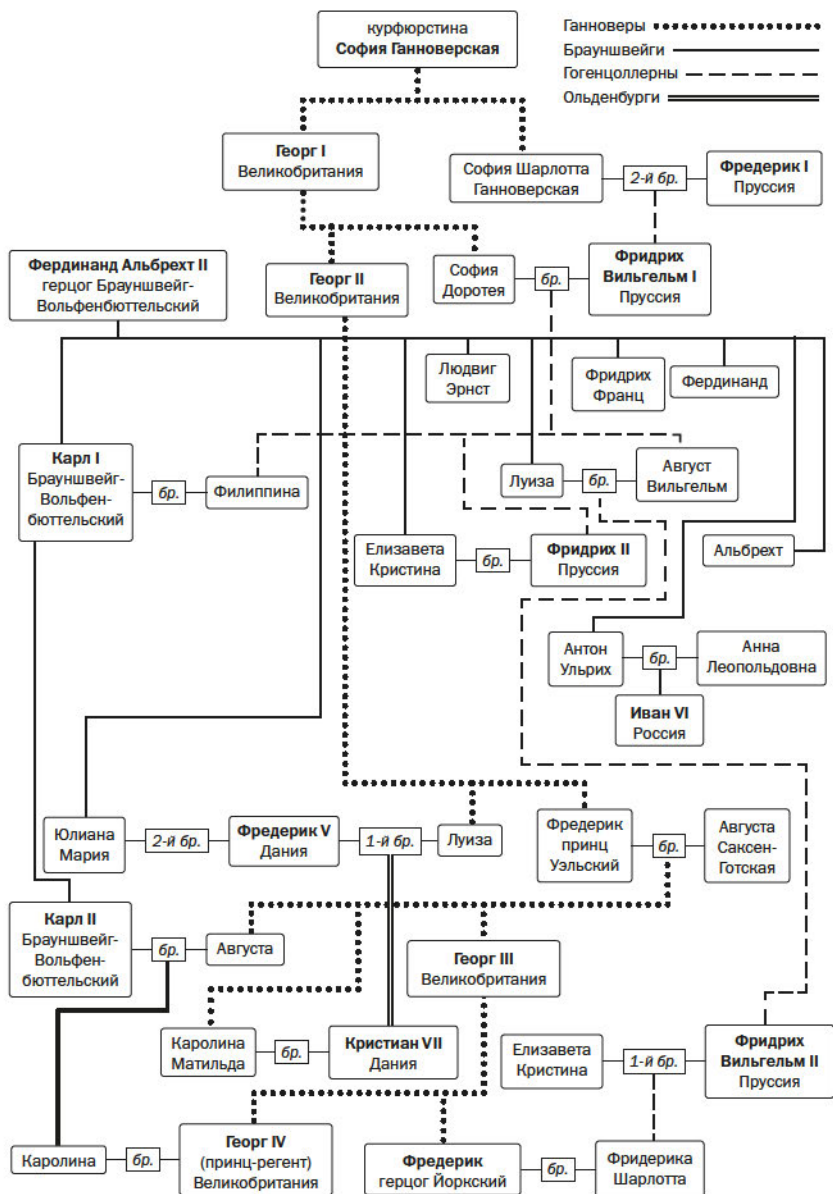 курфюрстина
София Ганноверская
Ганноверы
Брауншвейги
Гогенцоллерны
Ольденбурги
Георг I
Великобритания
София Шарлотта
Ганноверская
2-й бр.
Фредерик I
Пруссия
Фердинанд Альбрехт II
герцог Брауншвейг-
Вольфенбюттельский
Георг II
Великобритания
София
Доротея
бр.
Фридрих
Вильгельм I
Пруссия
Людвиг
Эрнст
Фридрих
Франц
Фердинанд
Карл I
Брауншвейг-
Вольфен-
бюттельский
бр.
Филиппина
Луиза
бр.
Август
Вильгельм
Елизавета
Кристина
бр.
Фридрих II
Пруссия
Альбрехт
Антон
Ульрих
бр.
Анна
Леопольдовна
Иван VI
Россия
Юлиана
Мария
2-й бр.
Фредерик V
Дания
1-й бр.
Луиза
Фредерик
принц
Уэльский
бр.
Августа
Саксен-
Готская
Карл II
Брауншвейг-
Вольфен-
бюттельский
бр.
Августа
Георг III
Великобритания
Каролина
Матильда
бр.
Кристиан VII
Дания
Елизавета
Кристина
1-й бр.
Фридрих
Вильгельм II
Пруссия
Каролина
бр.
Георг IV
(принц-регент)
Великобритания
Фредерик
герцог Йоркский
бр.
Фридерика
Шарлотта